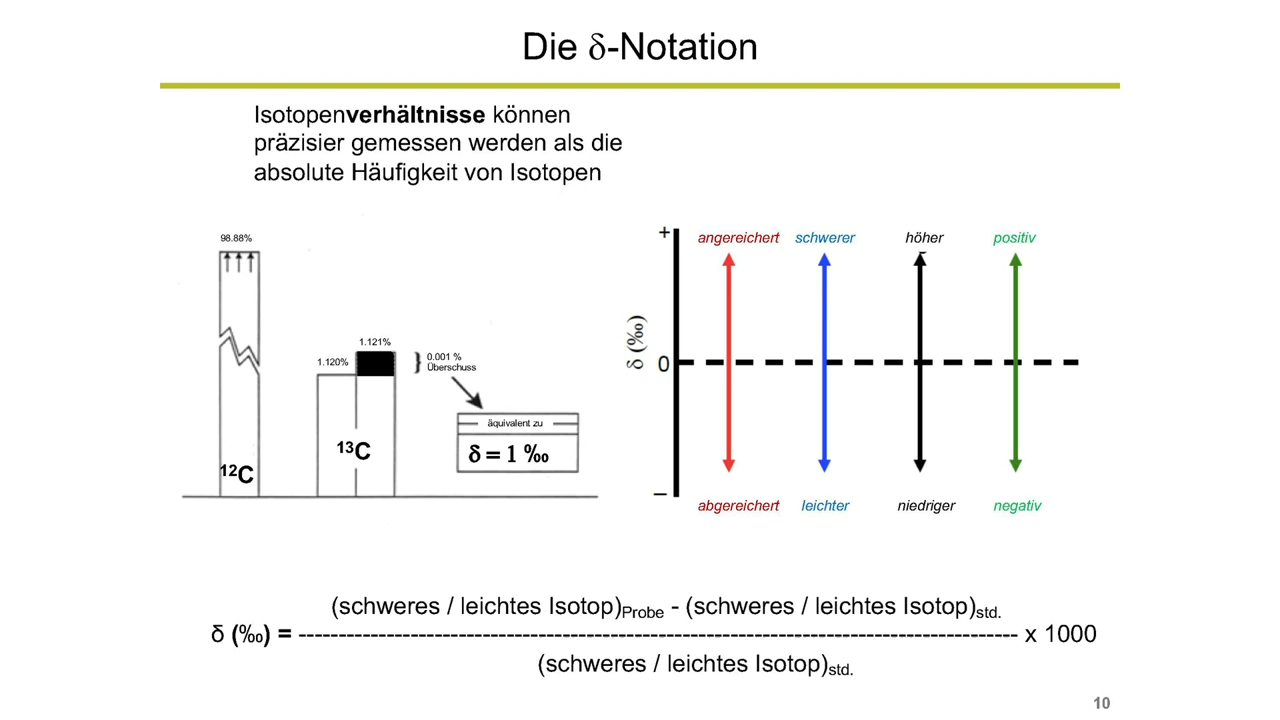 Die δ-Notation
Isotopenverhältnisse können
präzisier gemessen werden als die
absolute Häufigkeit von Isotopen
98.88%
1.121%
1.120%
0.001 %
Überschuss
äquivalent zu
δ = 1 ‰
¹³C
¹²C
+
angereichert schwerer höher positiv
δ (‰)
0
–
abgereichert leichter niedriger negativ
(schweres / leichtes Isotop)Probe - (schweres / leichtes Isotop)std.
δ (‰) = ------------------------------------------------------------------------------------------ x 1000
(schweres / leichtes Isotop)std.
10